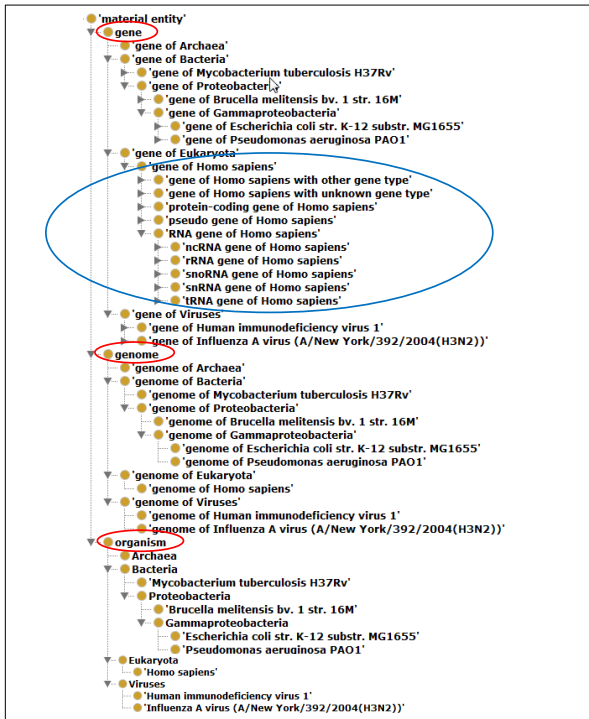 'material entity'
gene
'gene of Archaea'
'gene of Bacteria'
'gene of Mycobacterium tuberculosis H37Rv'
'gene of Proteobacteria'
'gene of Brucella melitensis bv. 1 str. 16M'
'gene of Gammaproteobacteria'
'gene of Escherichia coli str. K-12 substr. MG1655'
'gene of Pseudomonas aeruginosa PAO1'
'gene of Eukaryota'
'gene of Homo sapiens'
'gene of Homo sapiens with other gene type'
'gene of Homo sapiens with unknown gene type'
'protein-coding gene of Homo sapiens'
'pseudo gene of Homo sapiens'
'RNA gene of Homo sapiens'
'ncRNA gene of Homo sapiens'
'rRNA gene of Homo sapiens'
'snoRNA gene of Homo sapiens'
'snRNA gene of Homo sapiens'
'tRNA gene of Homo sapiens'
'gene of Viruses'
'gene of Human immunodeficiency virus 1'
'gene of Influenza A virus (A/New York/392/2004(H3N2))'
genome
'genome of Archaea'
'genome of Bacteria'
'genome of Mycobacterium tuberculosis H37Rv'
'genome of Proteobacteria'
'genome of Brucella melitensis bv. 1 str. 16M'
'genome of Gammaproteobacteria'
'genome of Escherichia coli str. K-12 substr. MG1655'
'genome of Pseudomonas aeruginosa PAO1'
'genome of Eukaryota'
'genome of Homo sapiens'
'genome of Viruses'
'genome of Human immunodeficiency virus 1'
'genome of Influenza A virus (A/New York/392/2004(H3N2))'
organism
Archaea
Bacteria
'Mycobacterium tuberculosis H37Rv'
Proteobacteria
'Brucella melitensis bv. 1 str. 16M'
Gammaproteobacteria
'Escherichia coli str. K-12 substr. MG1655'
'Pseudomonas aeruginosa PAO1'
Eukaryota
'Homo sapiens'
Viruses
'Human immunodeficiency virus 1'
'Influenza A virus (A/New York/392/2004(H3N2))'